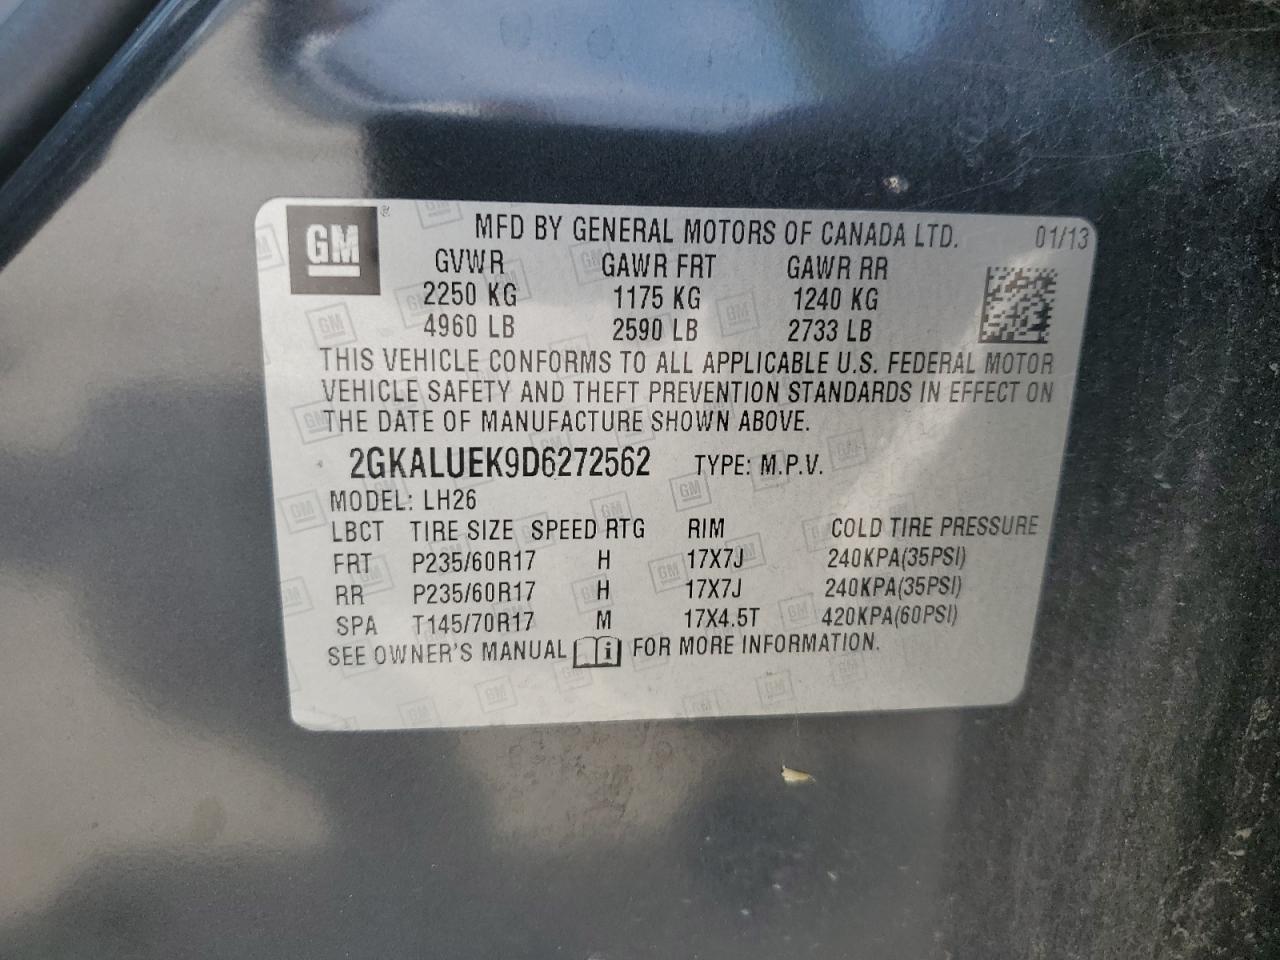 GM ® MFD BY GENERAL MOTORS OF CANADA LTD. 01/13
GVWR GAWR FRT GAWR RR
2250 KG 1175 KG 1240 KG
4960 LB 2590 LB 2733 LB
THIS VEHICLE CONFORMS TO ALL APPLICABLE U.S. FEDERAL MOTOR
VEHICLE SAFETY AND THEFT PREVENTION STANDARDS IN EFFECT ON
THE DATE OF MANUFACTURE SHOWN ABOVE.
2GKALUEK9D6272562 TYPE: M.P.V.
MODEL: LH26
LBCT TIRE SIZE SPEED RTG RIM COLD TIRE PRESSURE
FRT P235/60R17 H 17X7J 240KPA(35PSI)
RR P235/60R17 H 17X7J 240KPA(35PSI)
SPA T145/70R17 M 17X4.5T 420KPA(60PSI)
SEE OWNER'S MANUAL i FOR MORE INFORMATION.